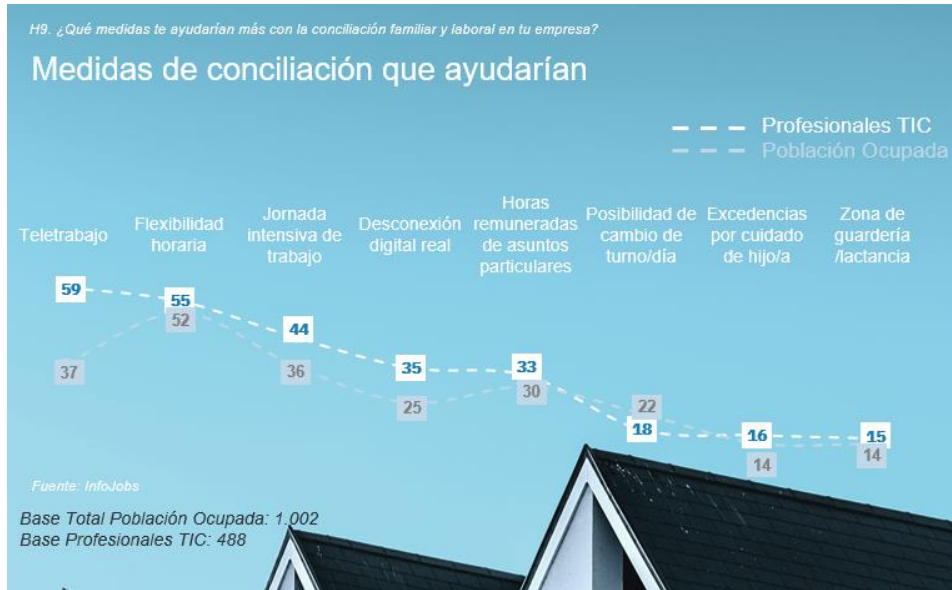 H9. ¿Qué medidas te ayudarían más con la conciliación familiar y laboral en tu empresa?
Medidas de conciliación que ayudarían
Profesionales TIC
Población Ocupada
Teletrabajo
Flexibilidad
horaria
Jornada
intensiva de
trabajo
Desconexión
digital real
Horas
remuneradas
de asuntos
particulares
Posibilidad de
cambio de
turno/día
Excedencias
por cuidado
de hijo/a
Zona de
guardería
/lactancia
59
55
44
35
33
18
16
15
37
52
36
25
30
22
14
14
Fuente: InfoJobs
Base Total Población Ocupada: 1.002
Base Profesionales TIC: 488